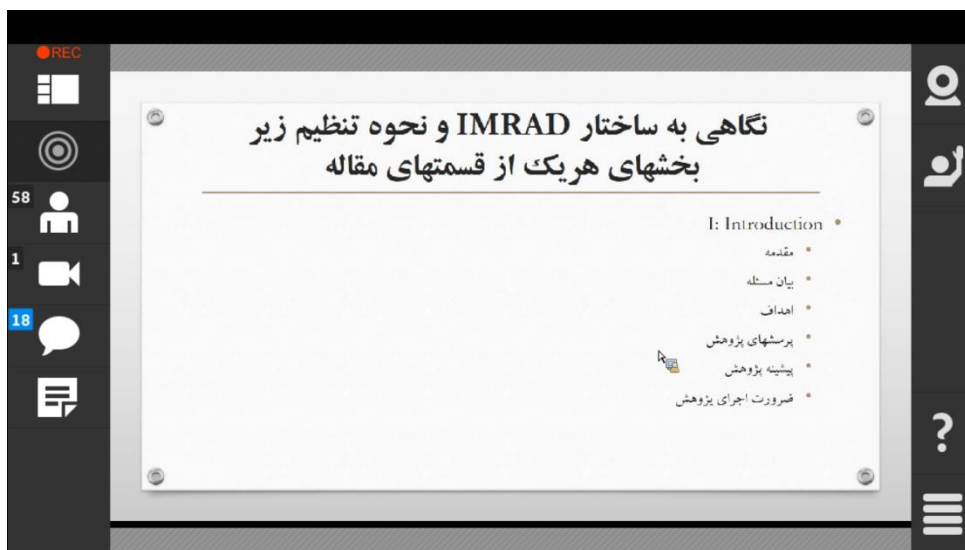 REC
58
1
18
نگاهی به ساختار IMRAD و نحوه تنظیم زیر
بخشهای هریک از قسمتهای مقاله
• I: Introduction
• مقدمه
• بیان مسئله
• اهداف
• پرسشهای پژوهش
• پیشینه پژوهش
• ضرورت اجرای پژوهش
?